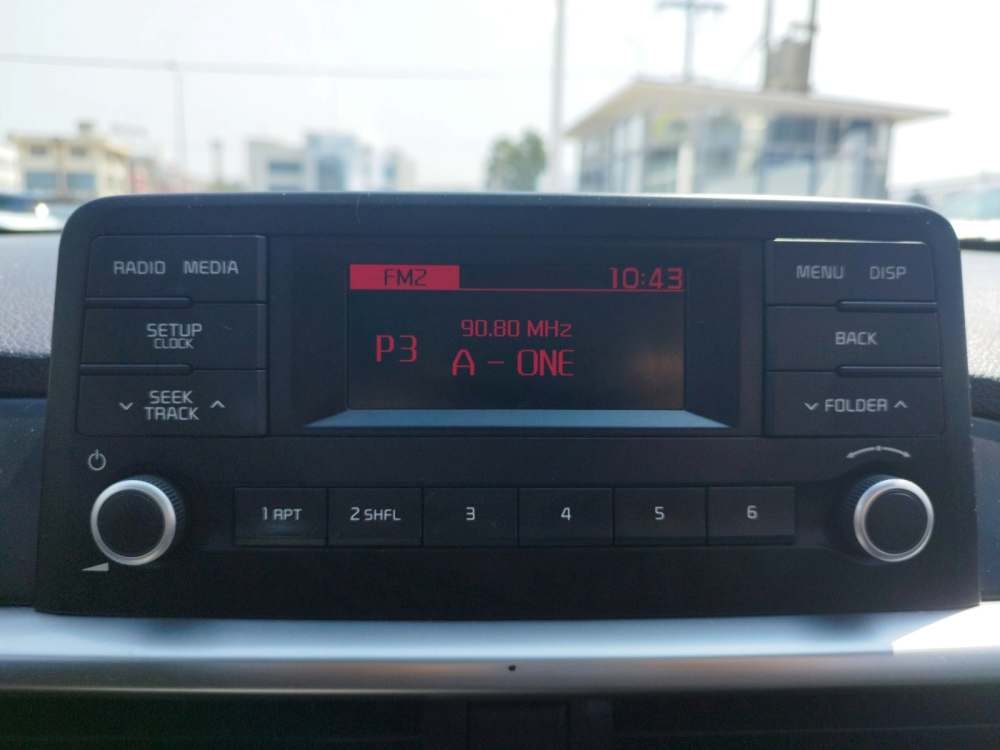 RADIO MEDIA
SETUP
CLOCK
SEEK
TRACK
FM2 10:43
90.80 MHz
P3
A - ONE
MENU DISP
BACK
FOLDER
1 RPT 2 SHFL 3 4 5 6